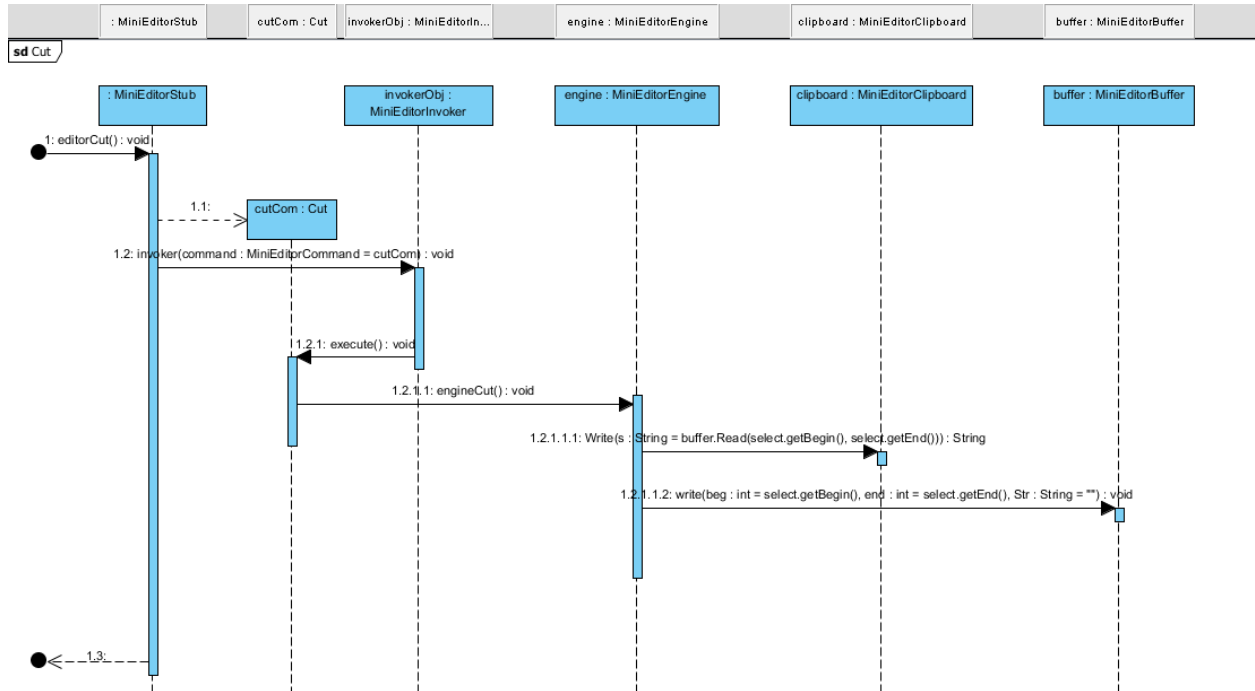 : MiniEditorStub
cutCom : Cut
invokerObj : MiniEditorIn...
engine : MiniEditorEngine
clipboard : MiniEditorClipboard
buffer : MiniEditorBuffer
sd Cut
: MiniEditorStub
invokerObj :
MiniEditorInvoker
engine : MiniEditorEngine
clipboard : MiniEditorClipboard
buffer : MiniEditorBuffer
1: editorCut() : void
1.1:
cutCom : Cut
1.2: invoker(command : MiniEditorCommand = cutCom) : void
1.2.1: execute() : void
1.2.1.1: engineCut() : void
1.2.1.1.1: Write(s : String = buffer.Read(select.getBegin(), select.getEnd())) : String
1.2.1.1.2: write(beg : int = select.getBegin(), end : int = select.getEnd(), Str : String = "") : void
1.3: